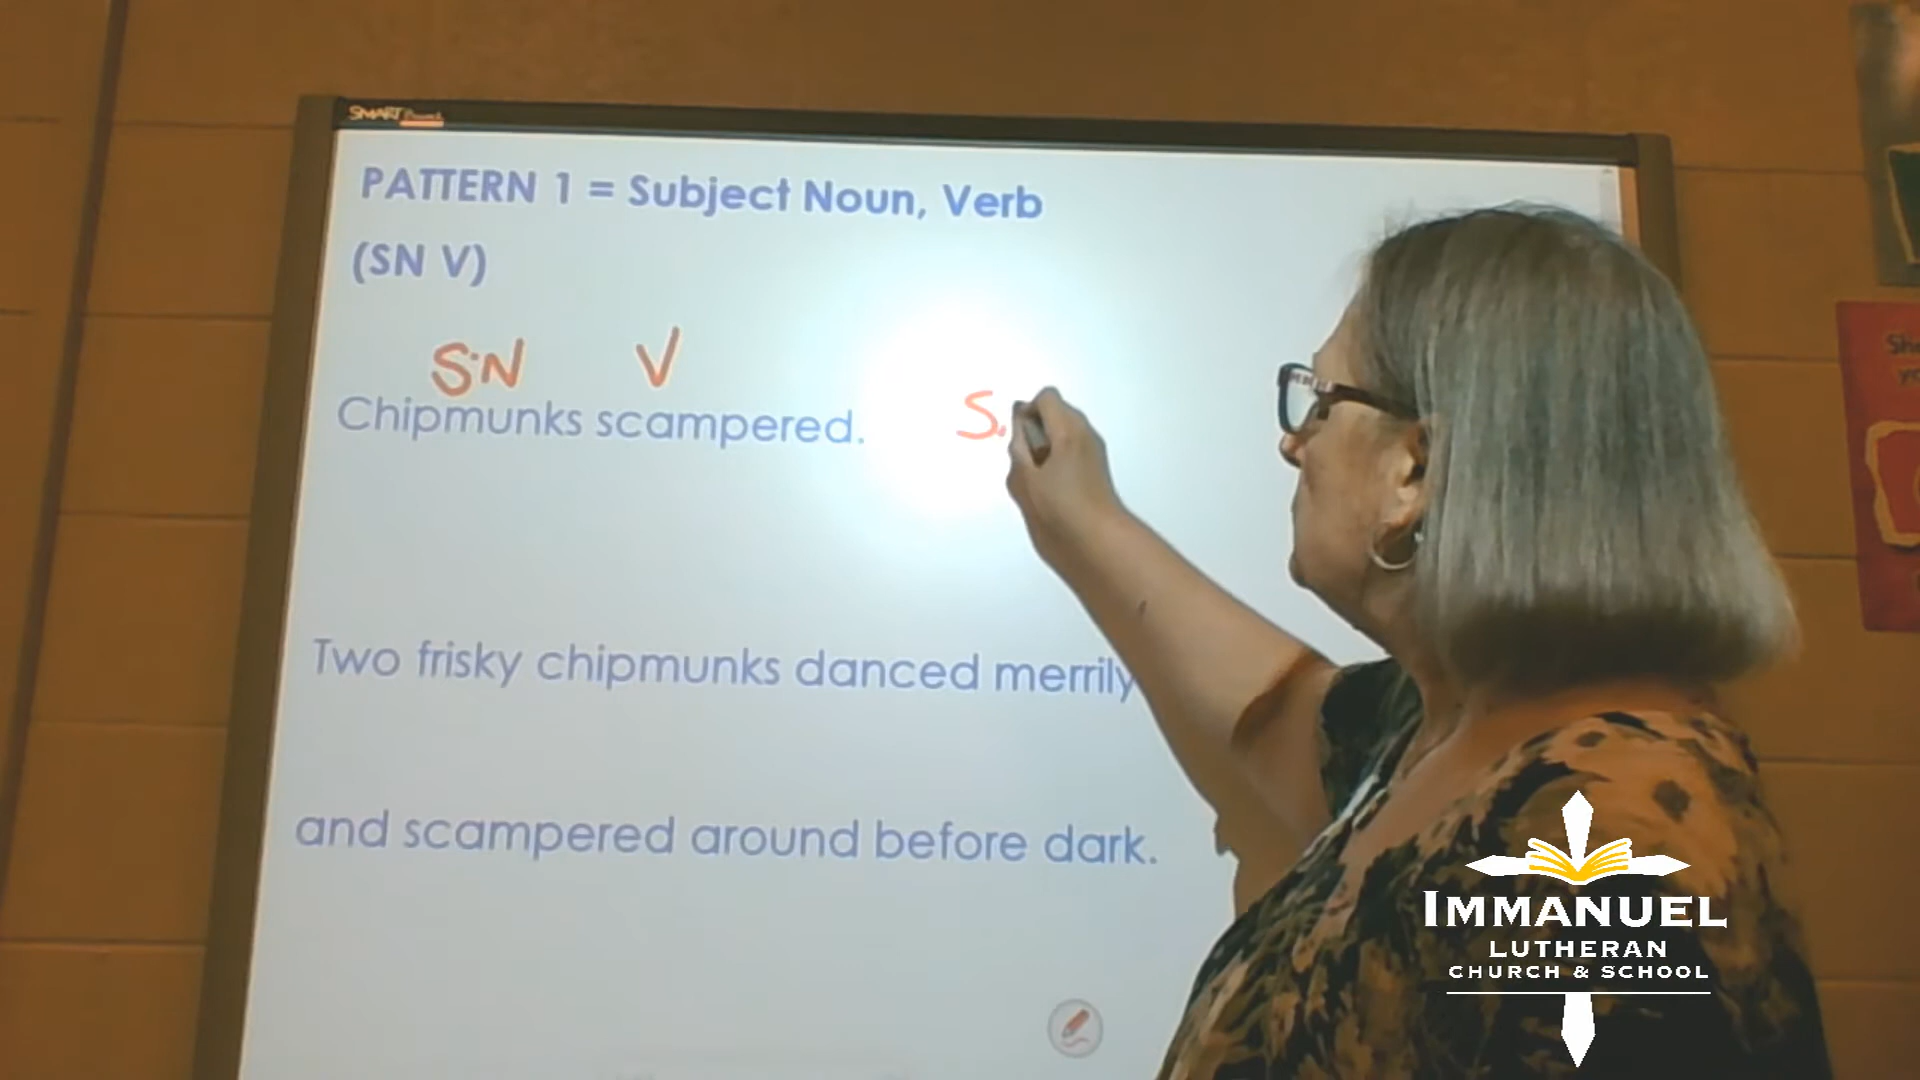 SMART
PATTERN 1 = Subject Noun, Verb
(SN V)
SN V
Chipmunks scampered. S.
Two frisky chipmunks danced merrily
and scampered around before dark.
IMMANUEL
LUTHERAN
CHURCH & SCHOOL